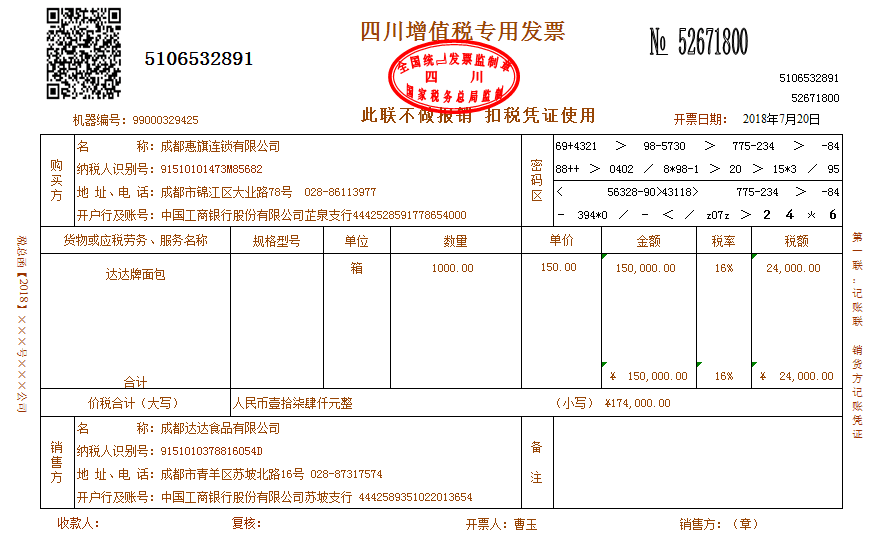 四川增值税专用发票
№ 52671800
5106532891
全国统一发票监制章
四川
国家税务总局监制
5106532891
52671800
此联不做报销 扣税凭证使用
机器编号：99000329425
开票日期： 2018年7月20日
购买方
名 称：成都惠旗连锁有限公司
纳税人识别号：91510101473M85682
地 址、电 话：成都市锦江区大业路78号 028-86113977
开户行及账号：中国工商银行股份有限公司芷泉支行4442528591778654000
密码区
69+4321 > 98-5730 > 775-234 > -84
88++ > 0402 / 8*98-1 > 20 > 15*3 / 95
< 56328-90>43118> 775-234 > -84
- 394*0 / - < / z07z > 2 4 * 6
货物或应税劳务、服务名称 规格型号 单位 数量 单价 金额 税率 税额
达达牌面包 箱 1000.00 150.00 150,000.00 16% 24,000.00
合计 ¥ 150,000.00 16% ¥ 24,000.00
价税合计（大写） 人民币壹拾柒肆仟元整 （小写） ¥174,000.00
销售方
名 称：成都达达食品有限公司
纳税人识别号：9151010378816054D
地 址、电 话：成都市青羊区苏坡北路16号 028-87317574
开户行及账号：中国工商银行股份有限公司苏坡支行 4442589351022013654
备注
收款人： 复核： 开票人：曹玉 销售方：（章）
税总函【2018】×××号×××公司
第一联：记账联 销货方记账凭证